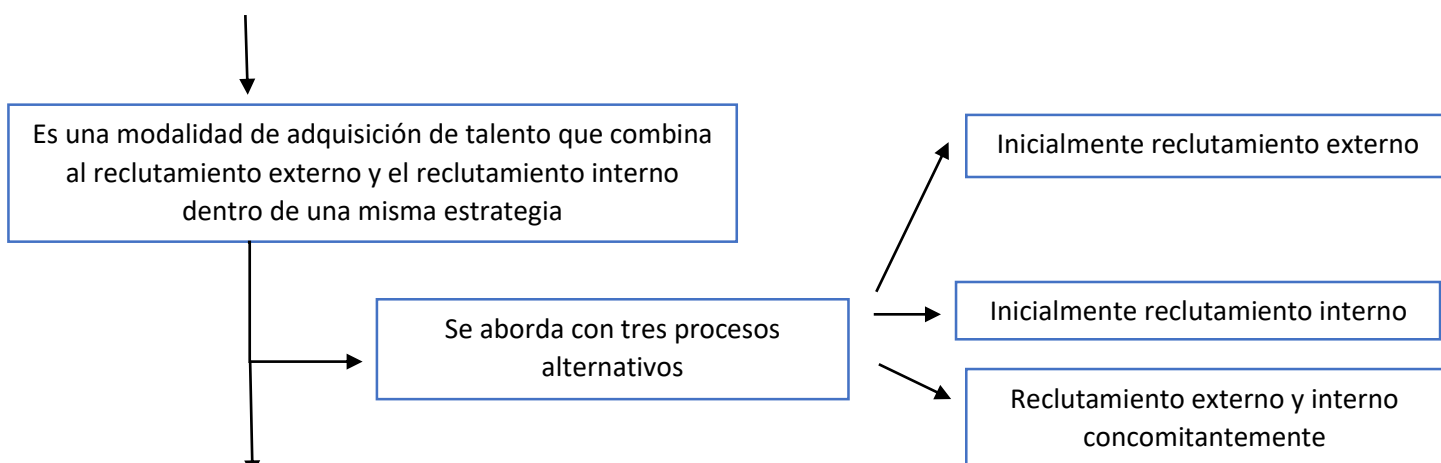 Es una modalidad de adquisición de talento que combina
al reclutamiento externo y el reclutamiento interno
dentro de una misma estrategia
Se aborda con tres procesos
alternativos
Inicialmente reclutamiento externo
Inicialmente reclutamiento interno
Reclutamiento externo y interno
concomitantemente